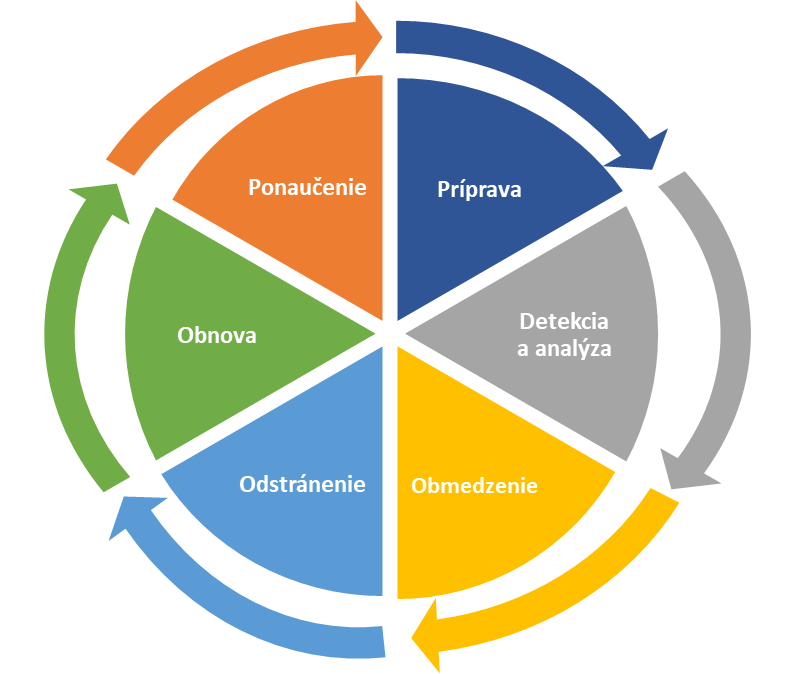 Ponaučenie
Príprava
Detekcia
a analýza
Obnova
Odstránenie
Obmedzenie